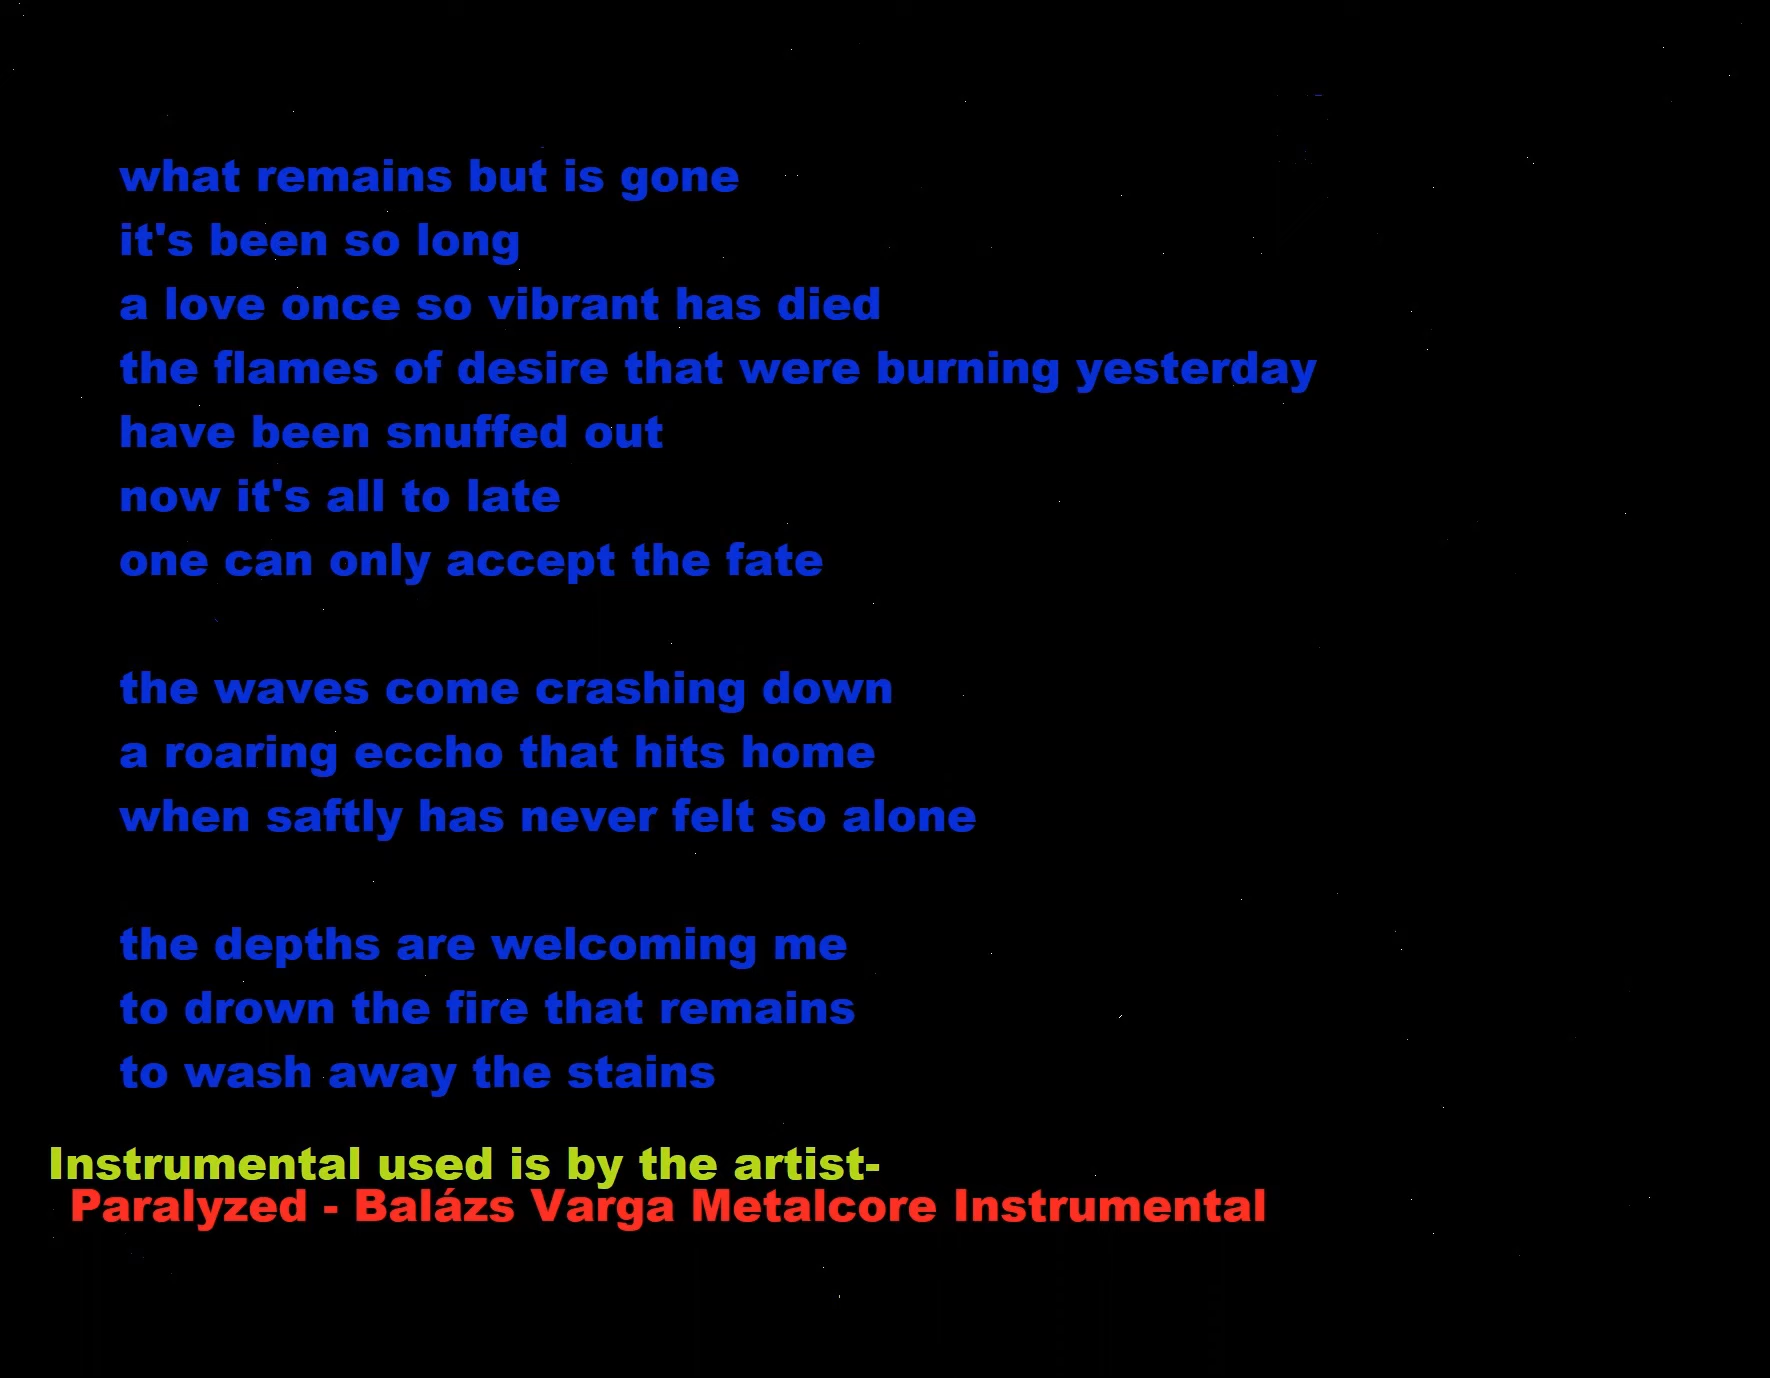 what remains but is gone
it's been so long
a love once so vibrant has died
the flames of desire that were burning yesterday
have been snuffed out
now it's all to late
one can only accept the fate
the waves come crashing down
a roaring eccho that hits home
when saftly has never felt so alone
the depths are welcoming me
to drown the fire that remains
to wash away the stains
Instrumental used is by the artist-
Paralyzed - Balázs Varga Metalcore Instrumental